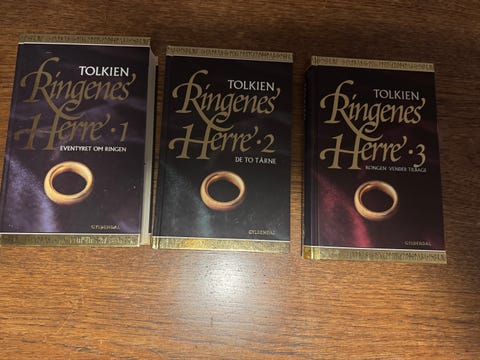 TOLKIEN
Ringenes
Herre · 1
EVENTYRET OM RINGEN
GYLDENDAL
TOLKIEN
Ringenes
Herre · 2
DE TO TÅRNE
GYLDENDAL
TOLKIEN
Ringenes
Herre · 3
KONGEN VENDER TILBAGE
GYLDENDAL